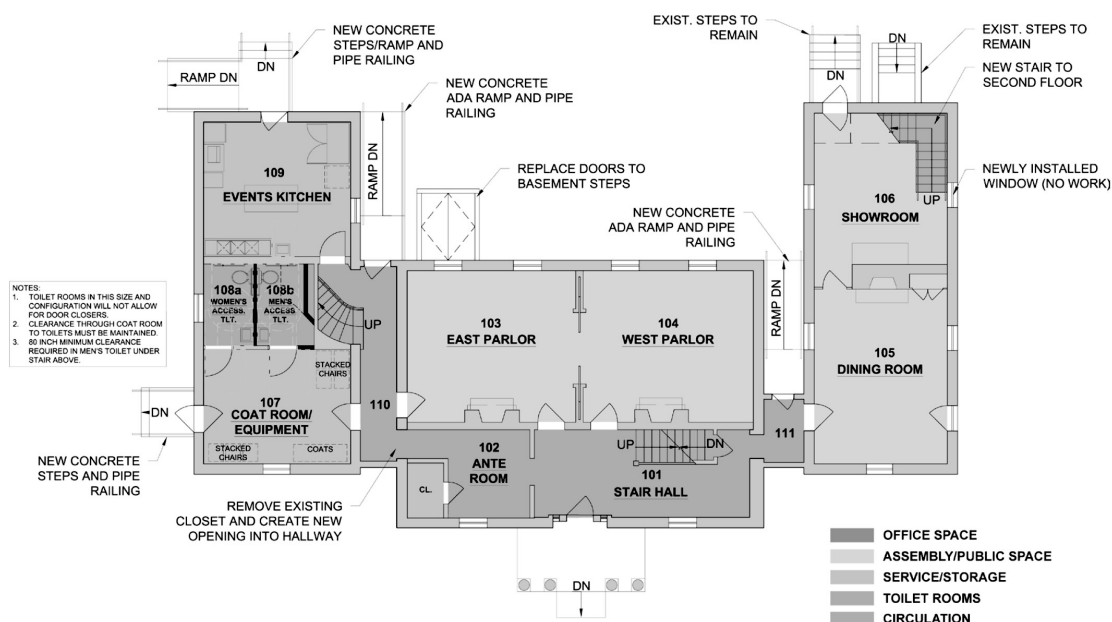 NEW CONCRETE
STEPS/RAMP AND
PIPE RAILING
DN
RAMP DN
NEW CONCRETE
ADA RAMP AND PIPE
RAILING
RAMP DN
REPLACE DOORS TO
BASEMENT STEPS
EXIST. STEPS TO
REMAIN
DN
DN
EXIST. STEPS TO
REMAIN
NEW STAIR TO
SECOND FLOOR
NEWLY INSTALLED
WINDOW (NO WORK)
NEW CONCRETE
ADA RAMP AND PIPE
RAILING
RAMP DN
109
EVENTS KITCHEN
106
SHOWROOM
UP
NOTES:
1. TOILET ROOMS IN THIS SIZE AND
CONFIGURATION WILL NOT ALLOW
FOR DOOR CLOSERS.
2. CLEARANCE THROUGH COAT ROOM
TO TOILETS MUST BE MAINTAINED.
3. 80 INCH MINIMUM CLEARANCE
REQUIRED IN MEN'S TOILET UNDER
STAIR ABOVE.
108a
WOMEN'S
ACCESS.
TLT.
108b
MEN'S
ACCESS.
TLT.
UP
103
EAST PARLOR
104
WEST PARLOR
105
DINING ROOM
STACKED
CHAIRS
107
COAT ROOM/
EQUIPMENT
STACKED
CHAIRS
COATS
DN
NEW CONCRETE
STEPS AND PIPE
RAILING
110
102
ANTE
ROOM
CL.
UP
DN
101
STAIR HALL
111
REMOVE EXISTING
CLOSET AND CREATE NEW
OPENING INTO HALLWAY
DN
OFFICE SPACE
ASSEMBLY/PUBLIC SPACE
SERVICE/STORAGE
TOILET ROOMS
CIRCULATION